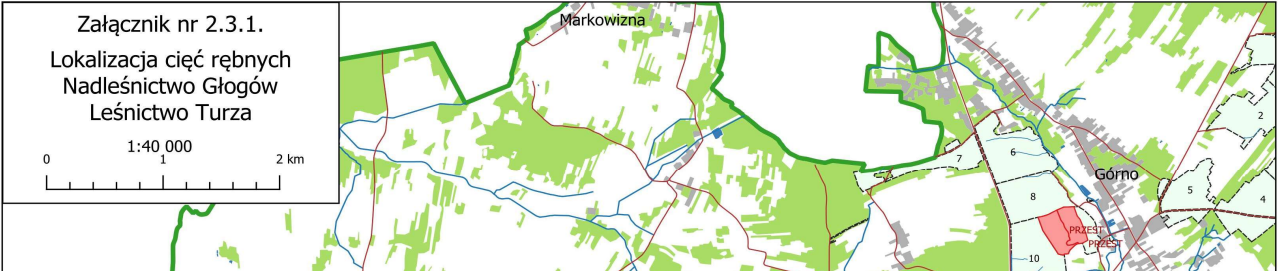 Załącznik nr 2.3.1.
Lokalizacja cięć rębnych
Nadleśnictwo Głogów
Leśnictwo Turza
1:40 000
0 1 2 km
Markowizna
2
6
7
Górno
5
8
4
PRZEST
PRZEST
10